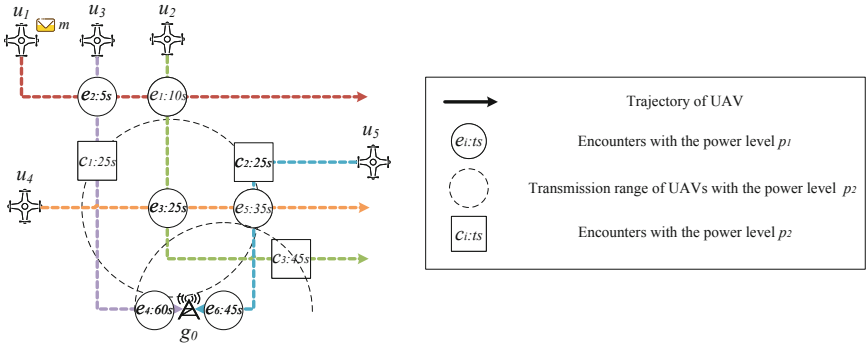 u1 m u3 u2
e2:5s e1:10s
c1:25s c2:25s u5
u4
e3:25s e5:35s
c3:45s
e4:60s e6:45s
g0
Trajectory of UAV
ei:ts Encounters with the power level p1
Transmission range of UAVs with the power level p2
ci:ts Encounters with the power level p2